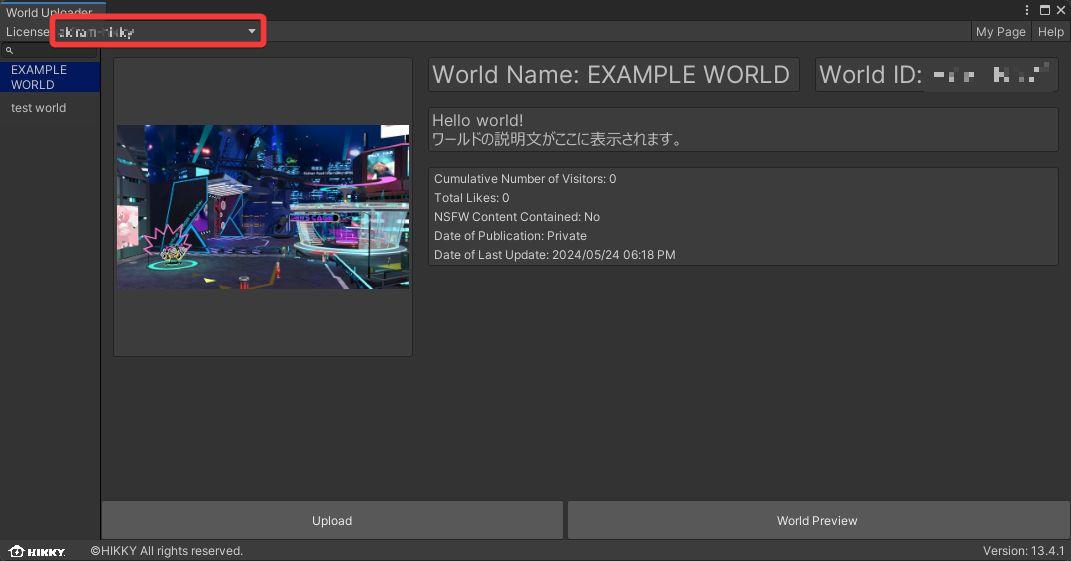 World Uploader
License
My Page
Help
EXAMPLE
WORLD
test world
World Name: EXAMPLE WORLD
World ID:
Hello world!
ワールドの説明文がここに表示されます。
Cumulative Number of Visitors: 0
Total Likes: 0
NSFW Content Contained: No
Date of Publication: Private
Date of Last Update: 2024/05/24 06:18 PM
Upload
World Preview
HIKKY
©HIKKY All rights reserved.
Version: 13.4.1